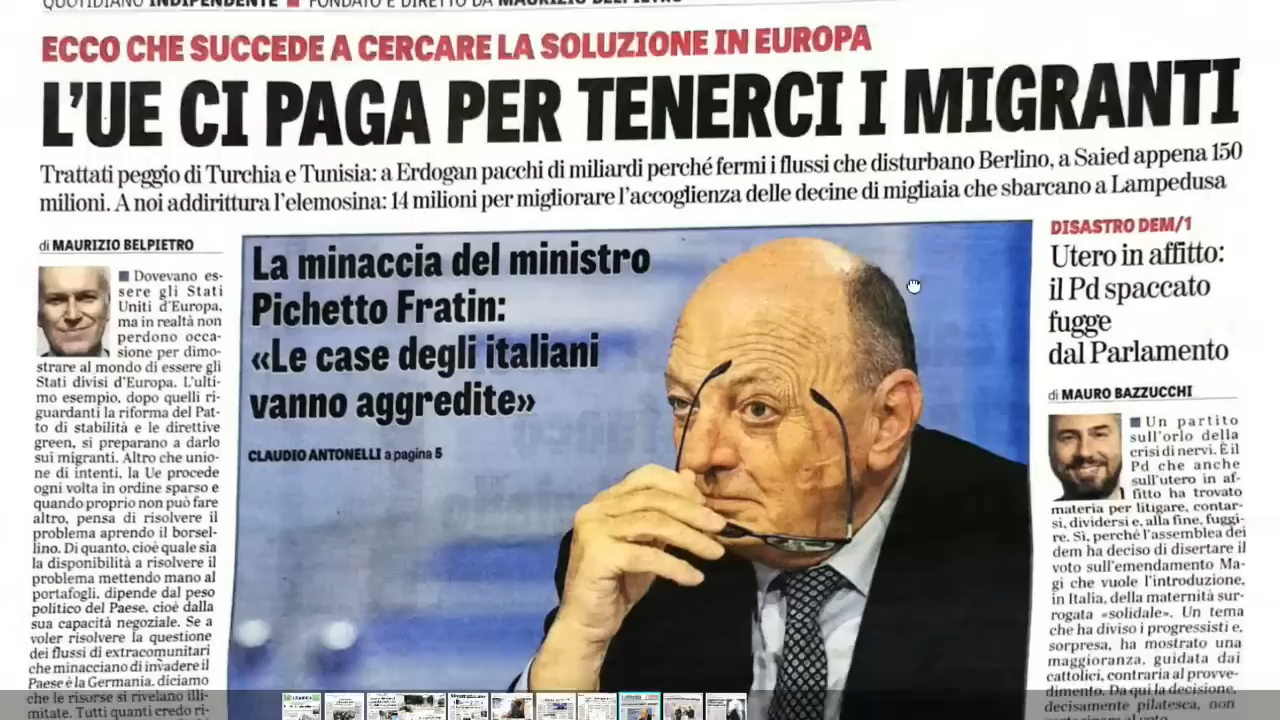 QUOTIDIANO INDIPENDENTE ■ FONDATO E DIRETTO DA MAURIZIO BELPIETRO
ECCO CHE SUCCEDE A CERCARE LA SOLUZIONE IN EUROPA
L'UE CI PAGA PER TENERCI I MIGRANTI
Trattati peggio di Turchia e Tunisia: a Erdogan pacchi di miliardi perché fermi i flussi che disturbano Berlino, a Saied appena 150
milioni. A noi addirittura l'elemosina: 14 milioni per migliorare l'accoglienza delle decine di migliaia che sbarcano a Lampedusa
di MAURIZIO BELPIETRO
■ Dovevano es-
sere gli Stati
Uniti d'Europa,
ma in realtà non
perdono occa-
sione per dimo-
strare al mondo di essere gli
Stati divisi d'Europa. L'ulti-
mo esempio, dopo quelli ri-
guardanti la riforma del Pat-
to di stabilità e le direttive
green, si preparano a darlo
sui migranti. Altro che unio-
ne di intenti, la Ue procede
ogni volta in ordine sparso e
quando proprio non può fare
altro, pensa di risolvere il
problema aprendo il borsel-
lino. Di quanto, cioè quale sia
la disponibilità a risolvere il
problema mettendo mano al
portafogli, dipende dal peso
politico del Paese, cioè dalla
sua capacità negoziale. Se a
voler risolvere la questione
dei flussi di extracomunitari
che minacciano di invadere il
Paese è la Germania, diciamo
che le risorse si rivelano illi-
mitate. Tutti quanti credo ri-
La minaccia del ministro
Pichetto Fratin:
«Le case degli italiani
vanno aggredite»
CLAUDIO ANTONELLI a pagina 5
DISASTRO DEM/1
Utero in affitto:
il Pd spaccato
fugge
dal Parlamento
di MAURO BAZZUCCHI
■ Un partito
sull'orlo della
crisi di nervi. È il
Pd che anche
sull'utero in af-
fitto ha trovato
materia per litigare, contar-
si, dividersi e, alla fine, fuggi-
re. Sì, perché l'assemblea dei
dem ha deciso di disertare il
voto sull'emendamento Ma-
gi che vuole l'introduzione,
in Italia, della maternità sur-
rogata «solidale». Un tema
che ha diviso i progressisti e,
sorpresa, ha mostrato una
maggioranza, guidata dai
cattolici, contraria al provve-
dimento. Da qui la decisione,
decisamente pilatesca, non